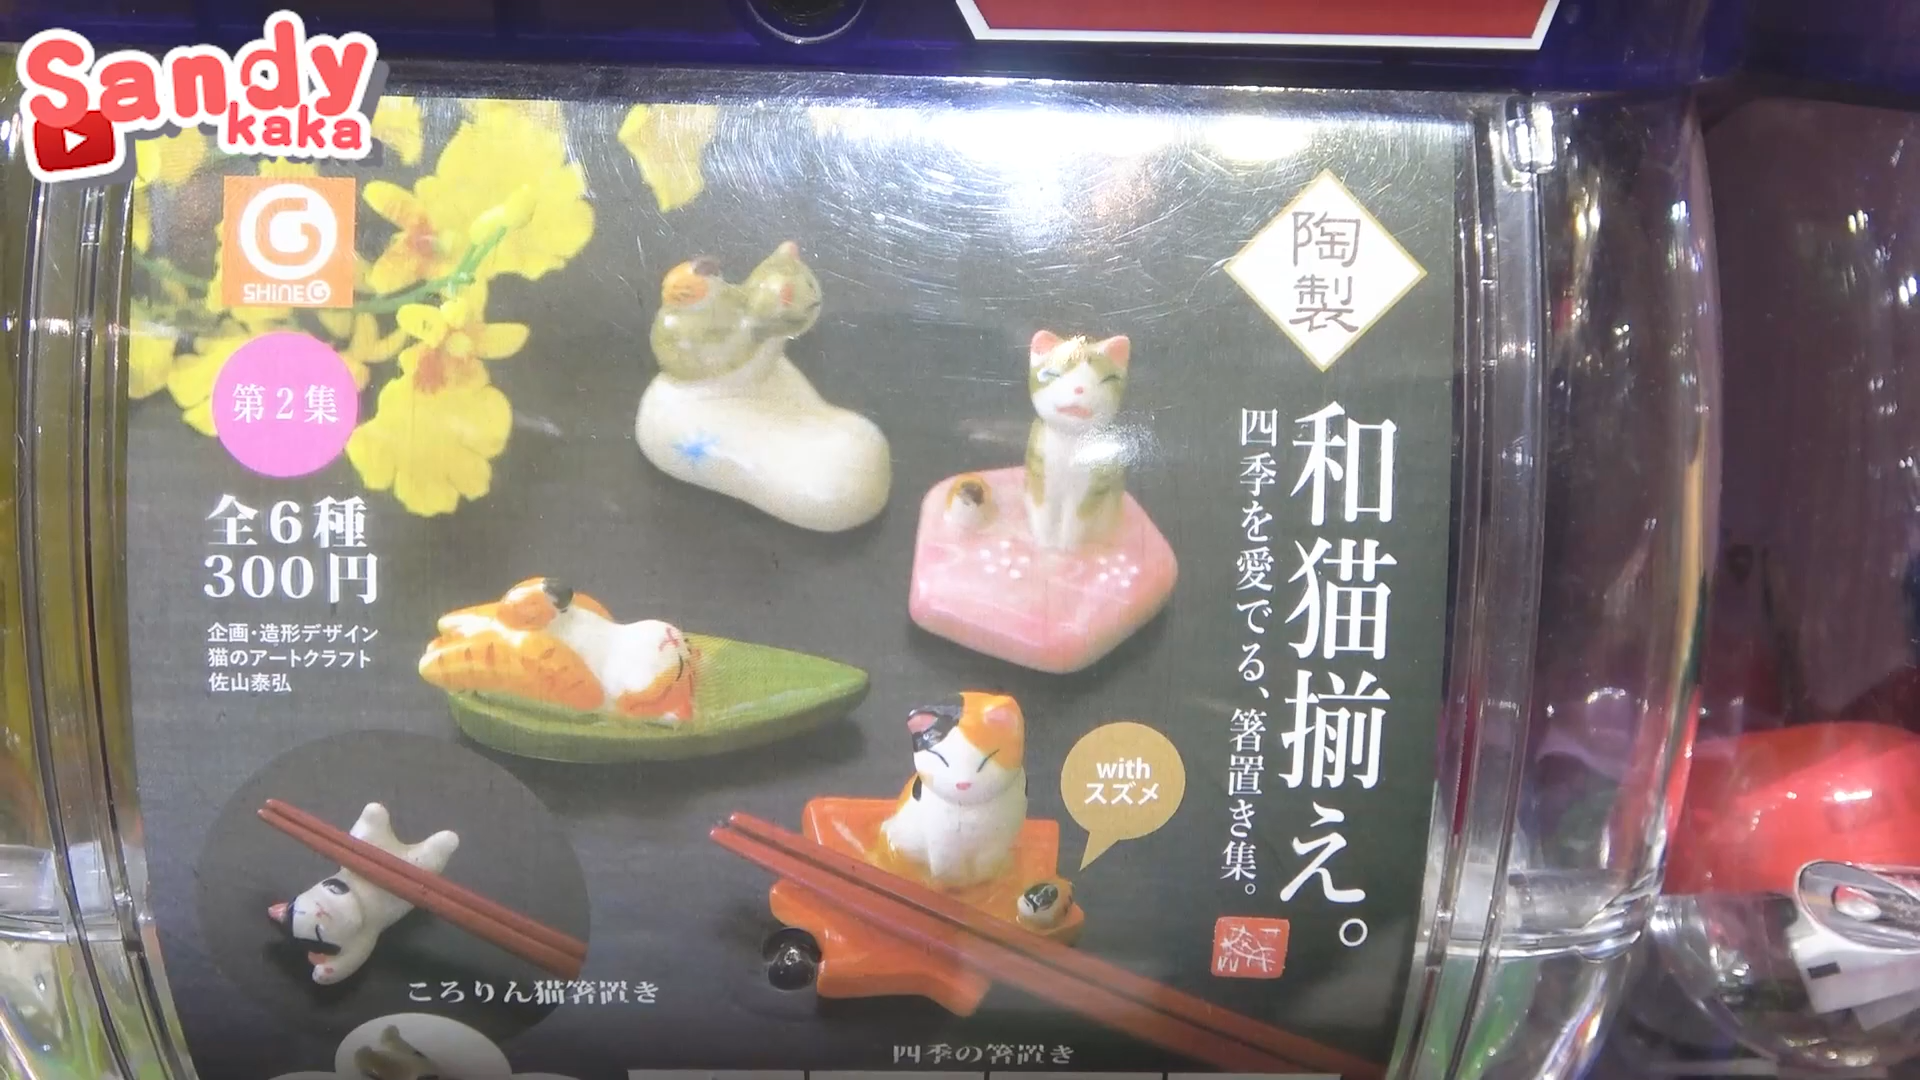 Sandy
kaka
SHINEG
第2集
全6種
300円
企画・造形デザイン
猫のアートクラフト
佐山泰弘
陶製
和猫揃え。
四季を愛でる、箸置き集。
with
スズメ
ころりん猫箸置き
四季の箸置き